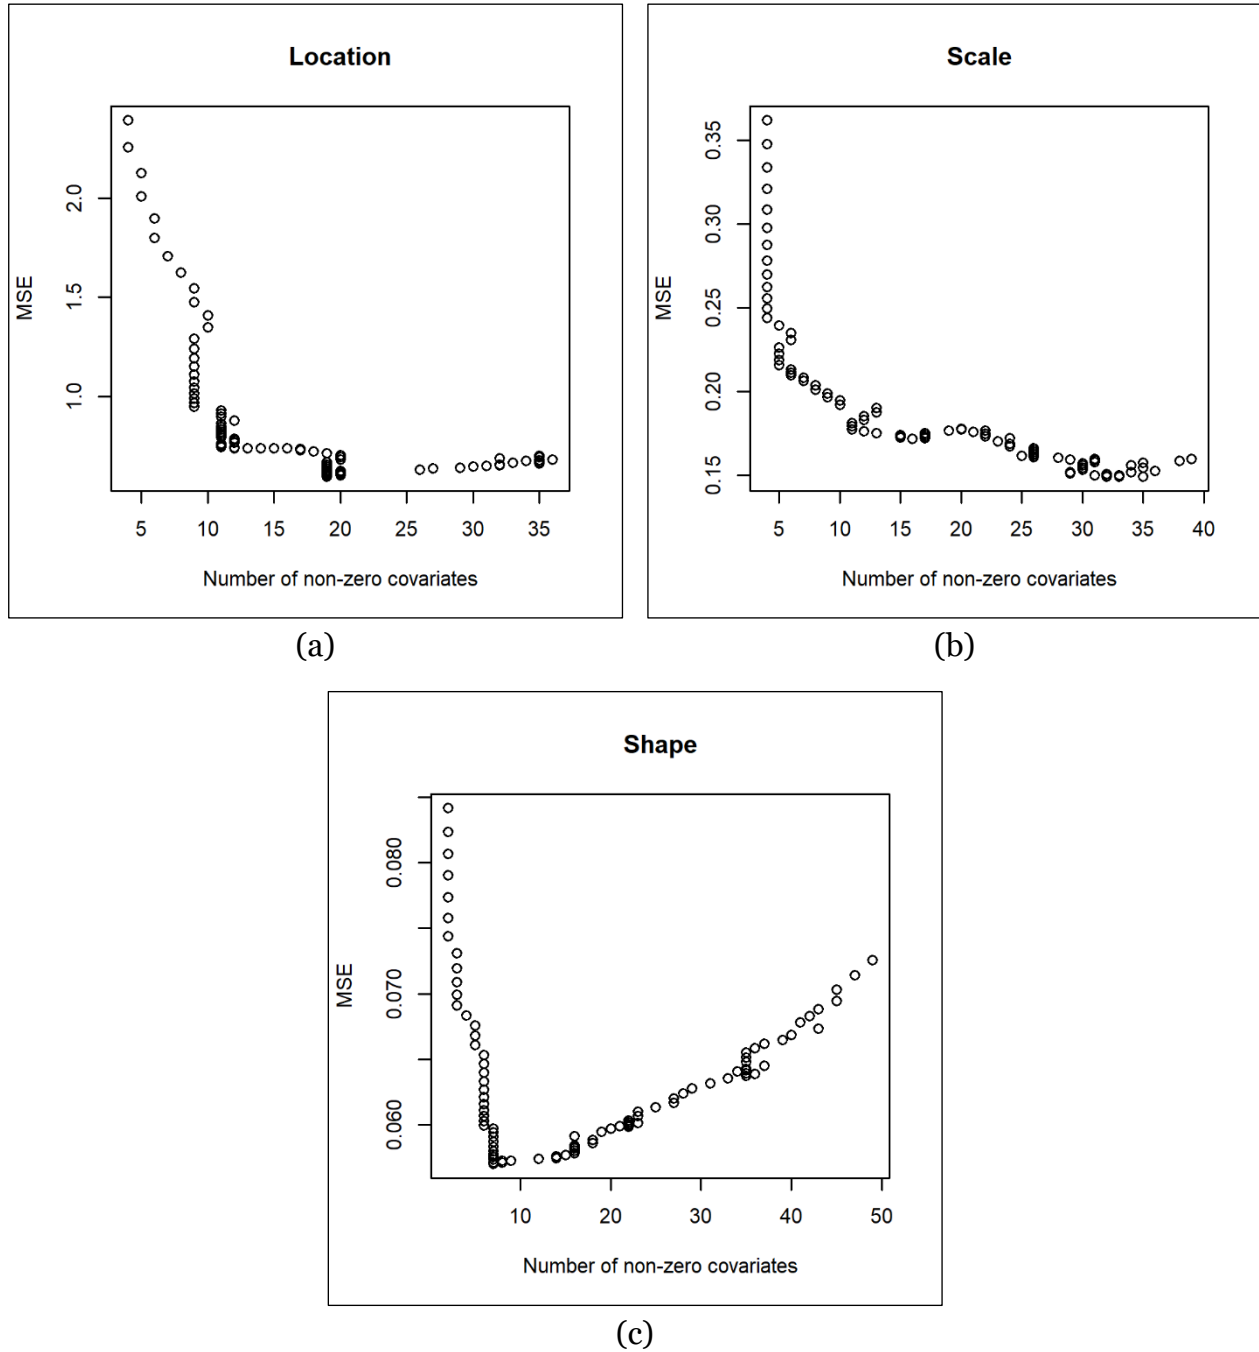 Location
MSE
2.0
1.5
1.0
5 10 15 20 25 30 35
Number of non-zero covariates
(a)
Scale
MSE
0.35
0.30
0.25
0.20
0.15
5 10 15 20 25 30 35 40
Number of non-zero covariates
(b)
Shape
MSE
0.080
0.070
0.060
10 20 30 40 50
Number of non-zero covariates
(c)